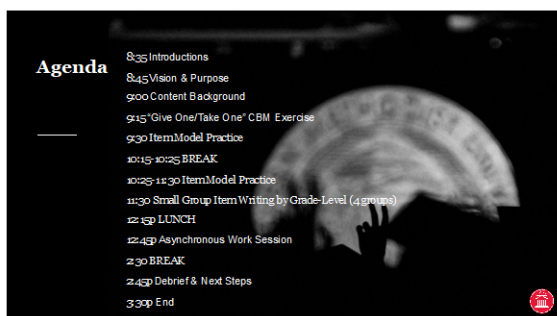 Agenda
8:35 Introductions
8:45 Vision & Purpose
9:00 Content Background
9:15 "Give One/Take One" CBM Exercise
9:30 Item Model Practice
10:15-10:25 BREAK
10:25-11:30 Item Model Practice
11:30 Small Group Item Writing by Grade-Level (4 groups)
12:15p LUNCH
12:45p Asynchronous Work Session
2:30 BREAK
2:45p Debrief & Next Steps
3:30p End